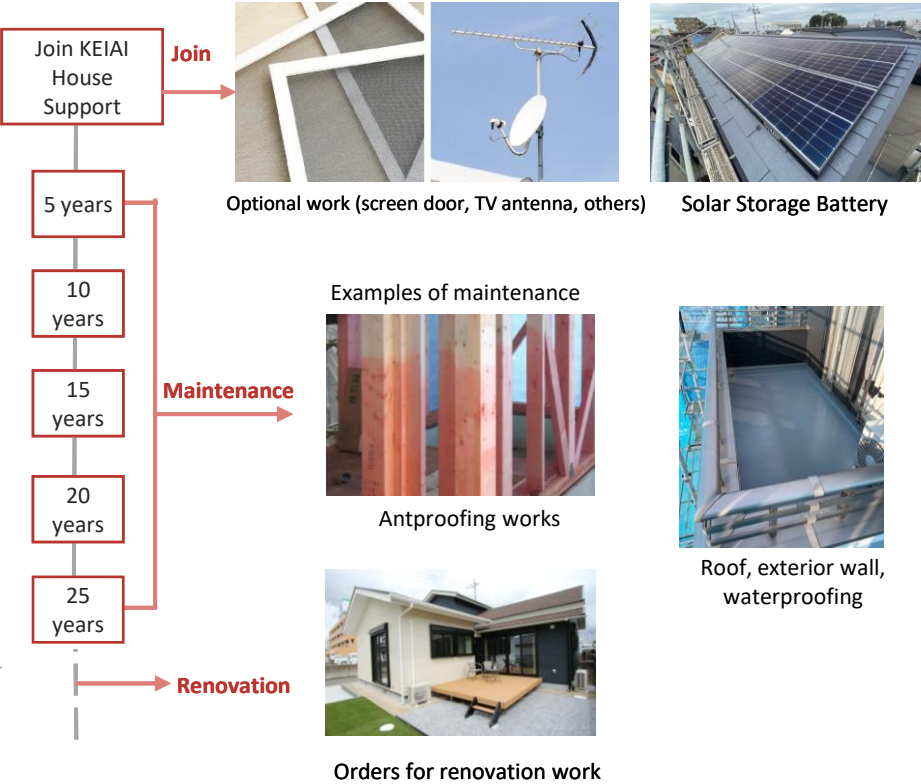 Join KEIAI
House
Support
Join
Optional work (screen door, TV antenna, others)
Solar Storage Battery
5 years
10
years
15
years
20
years
25
years
Maintenance
Examples of maintenance
Antproofing works
Roof, exterior wall,
waterproofing
Renovation
Orders for renovation work